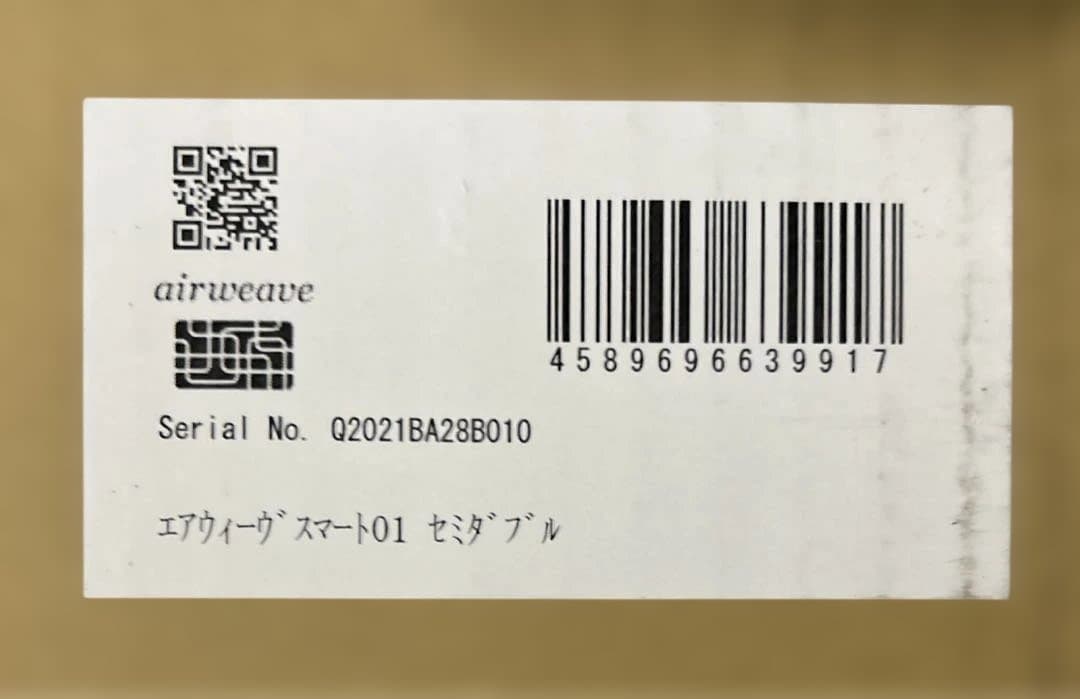 airweave
4589696639917
Serial No. Q2021BA28B010
ｴｱｳｨｰｳﾞｽﾏｰﾄ01 ｾﾐﾀﾞﾌﾞﾙ